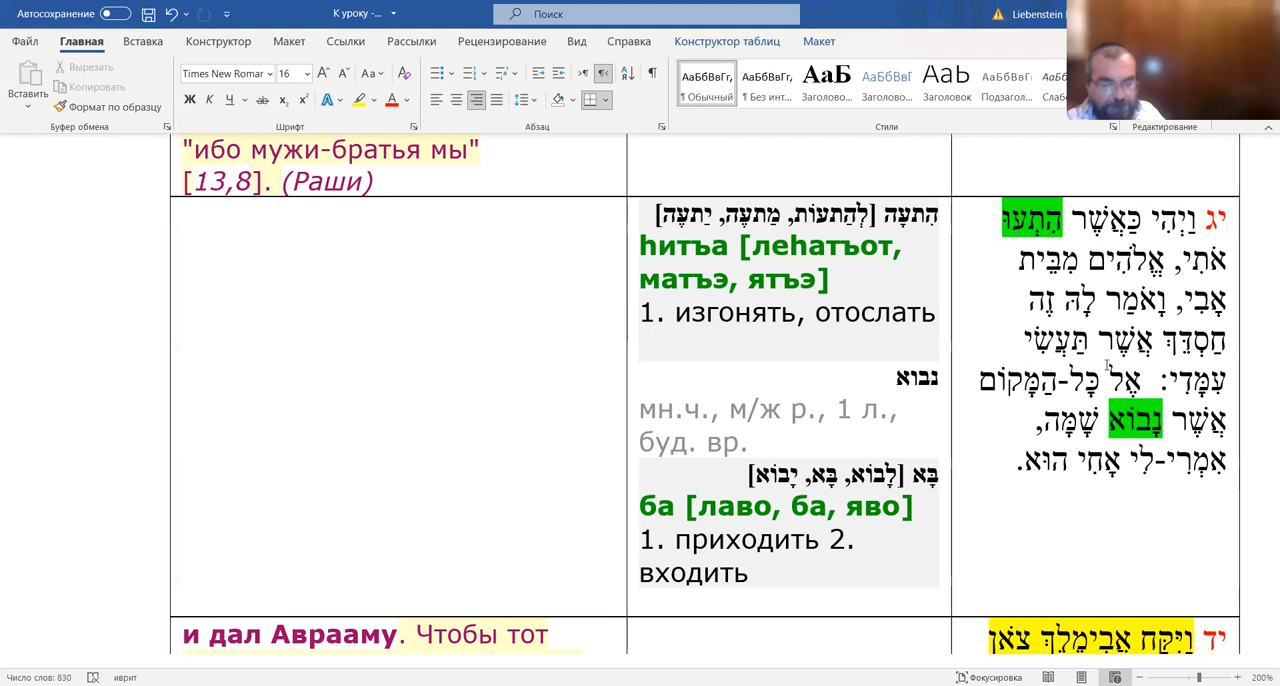 Автосохранение
К уроку -...
Поиск
Liebenstein
Файл Главная Вставка Конструктор Макет Ссылки Рассылки Рецензирование Вид Справка Конструктор таблиц Макет
Вставить
Вырезать
Копировать
Формат по образцу
Буфер обмена
Times New Romar 16
Шрифт
Абзац
АаБбВвГг, АаБбВвГг, АаБ АаБбВвГ АаЬ АаБбВвГ
¶ Обычный ¶ Без инт... Заголово... Заголово... Заголовок Подзагол... Слабо
Стили
Редактирование
"ибо мужи-братья мы"
[13,8]. (Раши)
הִתעָה [לְהַתעוֹת, מַתעֶה, יַתעֶה]
hитъа [леhатъот,
матъэ, ятъэ]
1. изгонять, отослать
נבוא
мн.ч., м/ж р., 1 л.,
буд. вр.
בָּא [לָבוֹא, בָּא, יָבוֹא]
ба [лаво, ба, яво]
1. приходить 2.
входить
יג וַיְהִי כַּאֲשֶׁר הִתְעוּ
אֹתִי, אֱלֹהִים מִבֵּית
אָבִי, וָאֹמַר לָהּ זֶה
חַסְדֵּךְ אֲשֶׁר תַּעֲשִׂי
עִמָּדִי: אֶל כָּל-הַמָּקוֹם
אֲשֶׁר נָבוֹא שָׁמָּה,
אִמְרִי-לִי אָחִי הוּא.
и дал Аврааму. Чтобы тот
יד וַיִּקַּח אֲבִימֶלֶךְ צֹאן
Число слов: 830 иврит
Фокусировка 200%